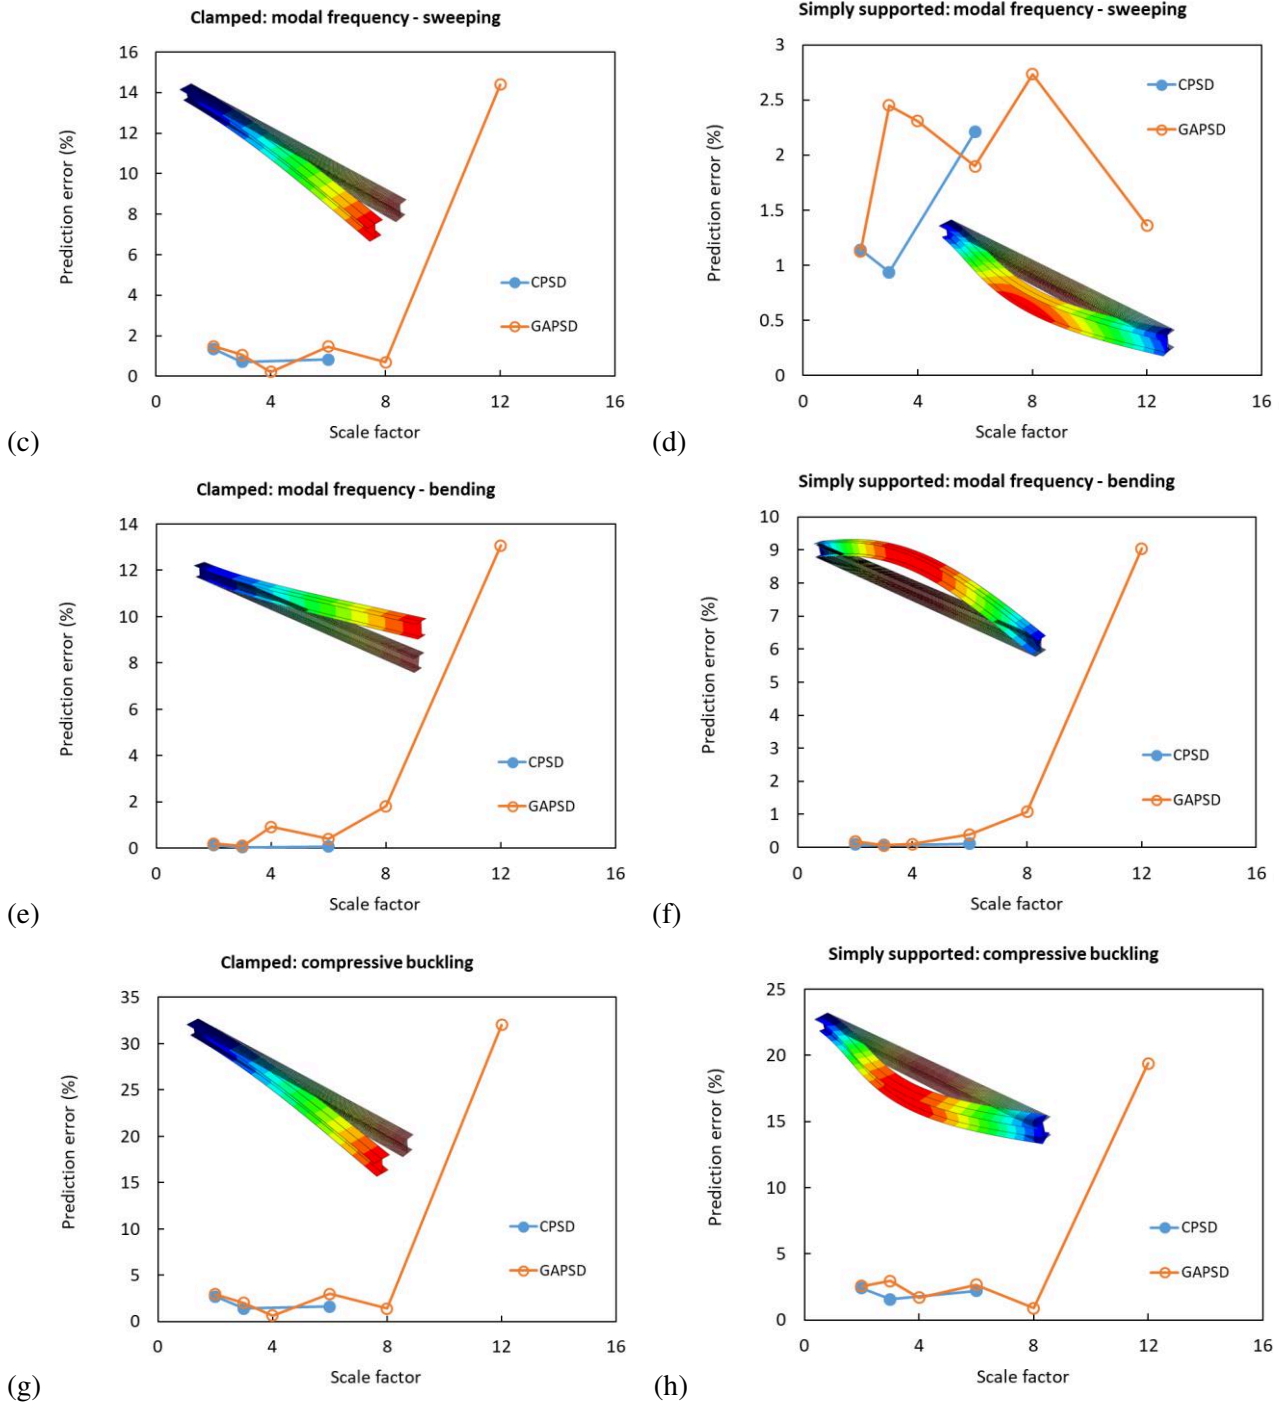 Clamped: modal frequency - sweeping
16
14
12
10
8
6
4
2
0
Prediction error (%)
CPSD
GAPSD
0 4 8 12 16
Scale factor
(c)
Simply supported: modal frequency - sweeping
3
2.5
2
1.5
1
0.5
0
Prediction error (%)
CPSD
GAPSD
0 4 8 12 16
Scale factor
(d)
Clamped: modal frequency - bending
14
12
10
8
6
4
2
0
Prediction error (%)
CPSD
GAPSD
0 4 8 12 16
Scale factor
(e)
Simply supported: modal frequency - bending
10
9
8
7
6
5
4
3
2
1
0
Prediction error (%)
CPSD
GAPSD
0 4 8 12 16
Scale factor
(f)
Clamped: compressive buckling
35
30
25
20
15
10
5
0
Prediction error (%)
CPSD
GAPSD
0 4 8 12 16
Scale factor
(g)
Simply supported: compressive buckling
25
20
15
10
5
0
Prediction error (%)
CPSD
GAPSD
0 4 8 12 16
Scale factor
(h)